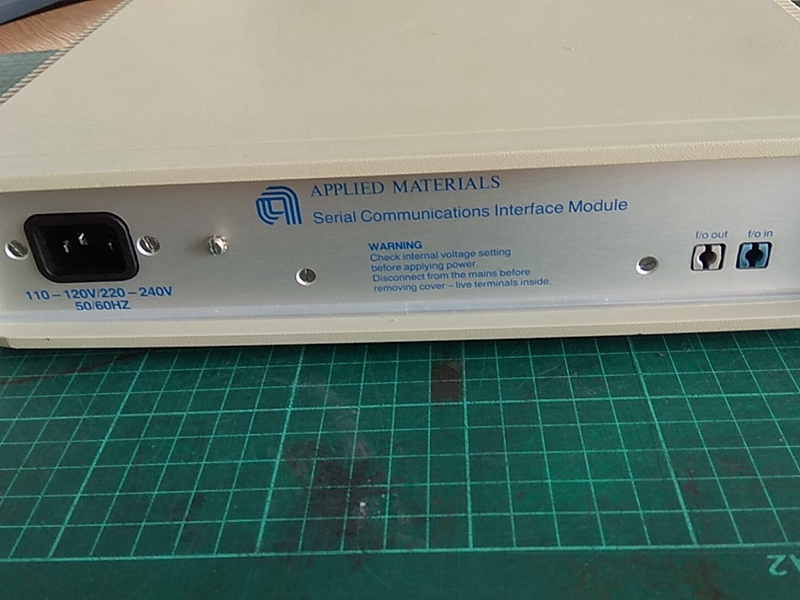 APPLIED MATERIALS
Serial Communications Interface Module
WARNING
Check internal voltage setting
before applying power.
Disconnect from the mains before
removing cover – live terminals inside.
f/o out
f/o in
110 – 120V/220 – 240V
50/60HZ
A2